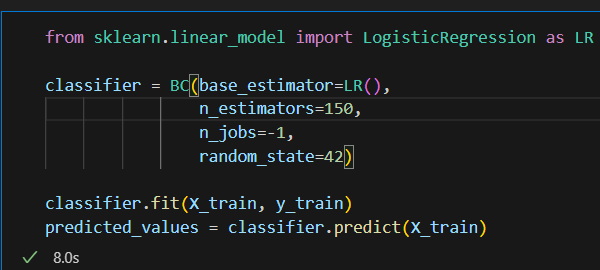 from sklearn.linear_model import LogisticRegression as LR
classifier = BC(base_estimator=LR(),
n_estimators=150,
n_jobs=-1,
random_state=42)
classifier.fit(X_train, y_train)
predicted_values = classifier.predict(X_train)
8.0s